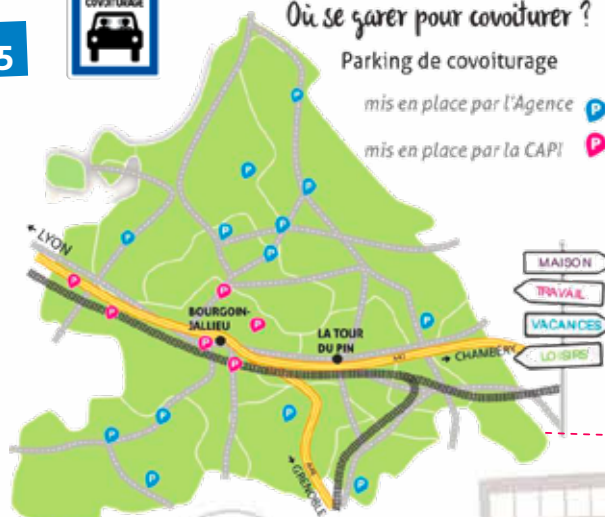 COVOITURAGE
5
Où se garer pour covoiturer ?
Parking de covoiturage
mis en place par l'Agence P
mis en place par la CAPI P
← LYON
BOURGOIN-
JALLIEU
LA TOUR
DU PIN
→ CHAMBÉRY
→ GRENOBLE
MAISON
TRAVAIL
VACANCES
LOISIRS